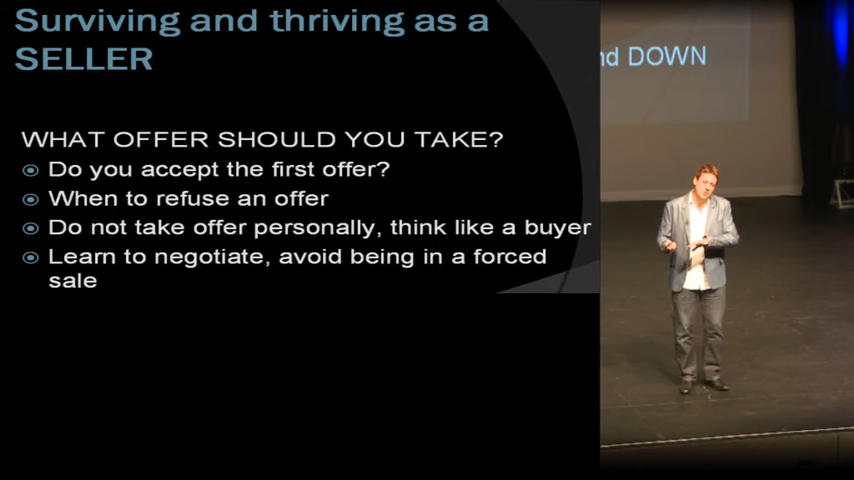 Surviving and thriving as a
SELLER
WHAT OFFER SHOULD YOU TAKE?
Do you accept the first offer?
When to refuse an offer
Do not take offer personally, think like a buyer
Learn to negotiate, avoid being in a forced
sale
DOWN